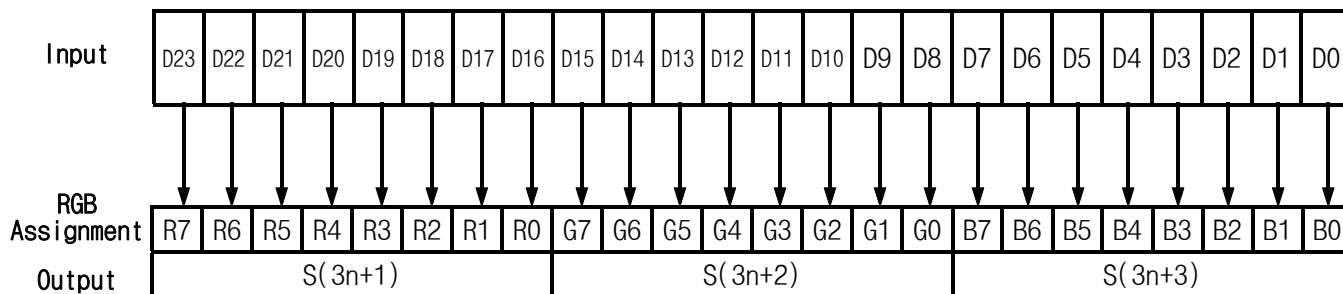 Input D23 D22 D21 D20 D19 D18 D17 D16 D15 D14 D13 D12 D11 D10 D9 D8 D7 D6 D5 D4 D3 D2 D1 D0
RGB
Assignment R7 R6 R5 R4 R3 R2 R1 R0 G7 G6 G5 G4 G3 G2 G1 G0 B7 B6 B5 B4 B3 B2 B1 B0
Output S(3n+1) S(3n+2) S(3n+3)